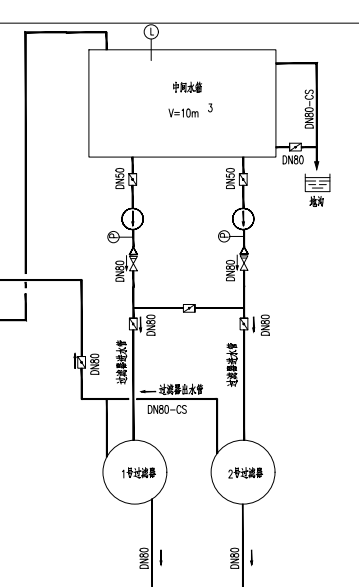 L
中间水箱
V=10m 3
DN80-CS
DN80
地沟
DN50
DN50
P
P
DN80
DN80
DN80
DN80
过滤器进水管
过滤器进水管
DN80
过滤器出水管
DN80-CS
1号过滤器
2号过滤器
DN80
DN80